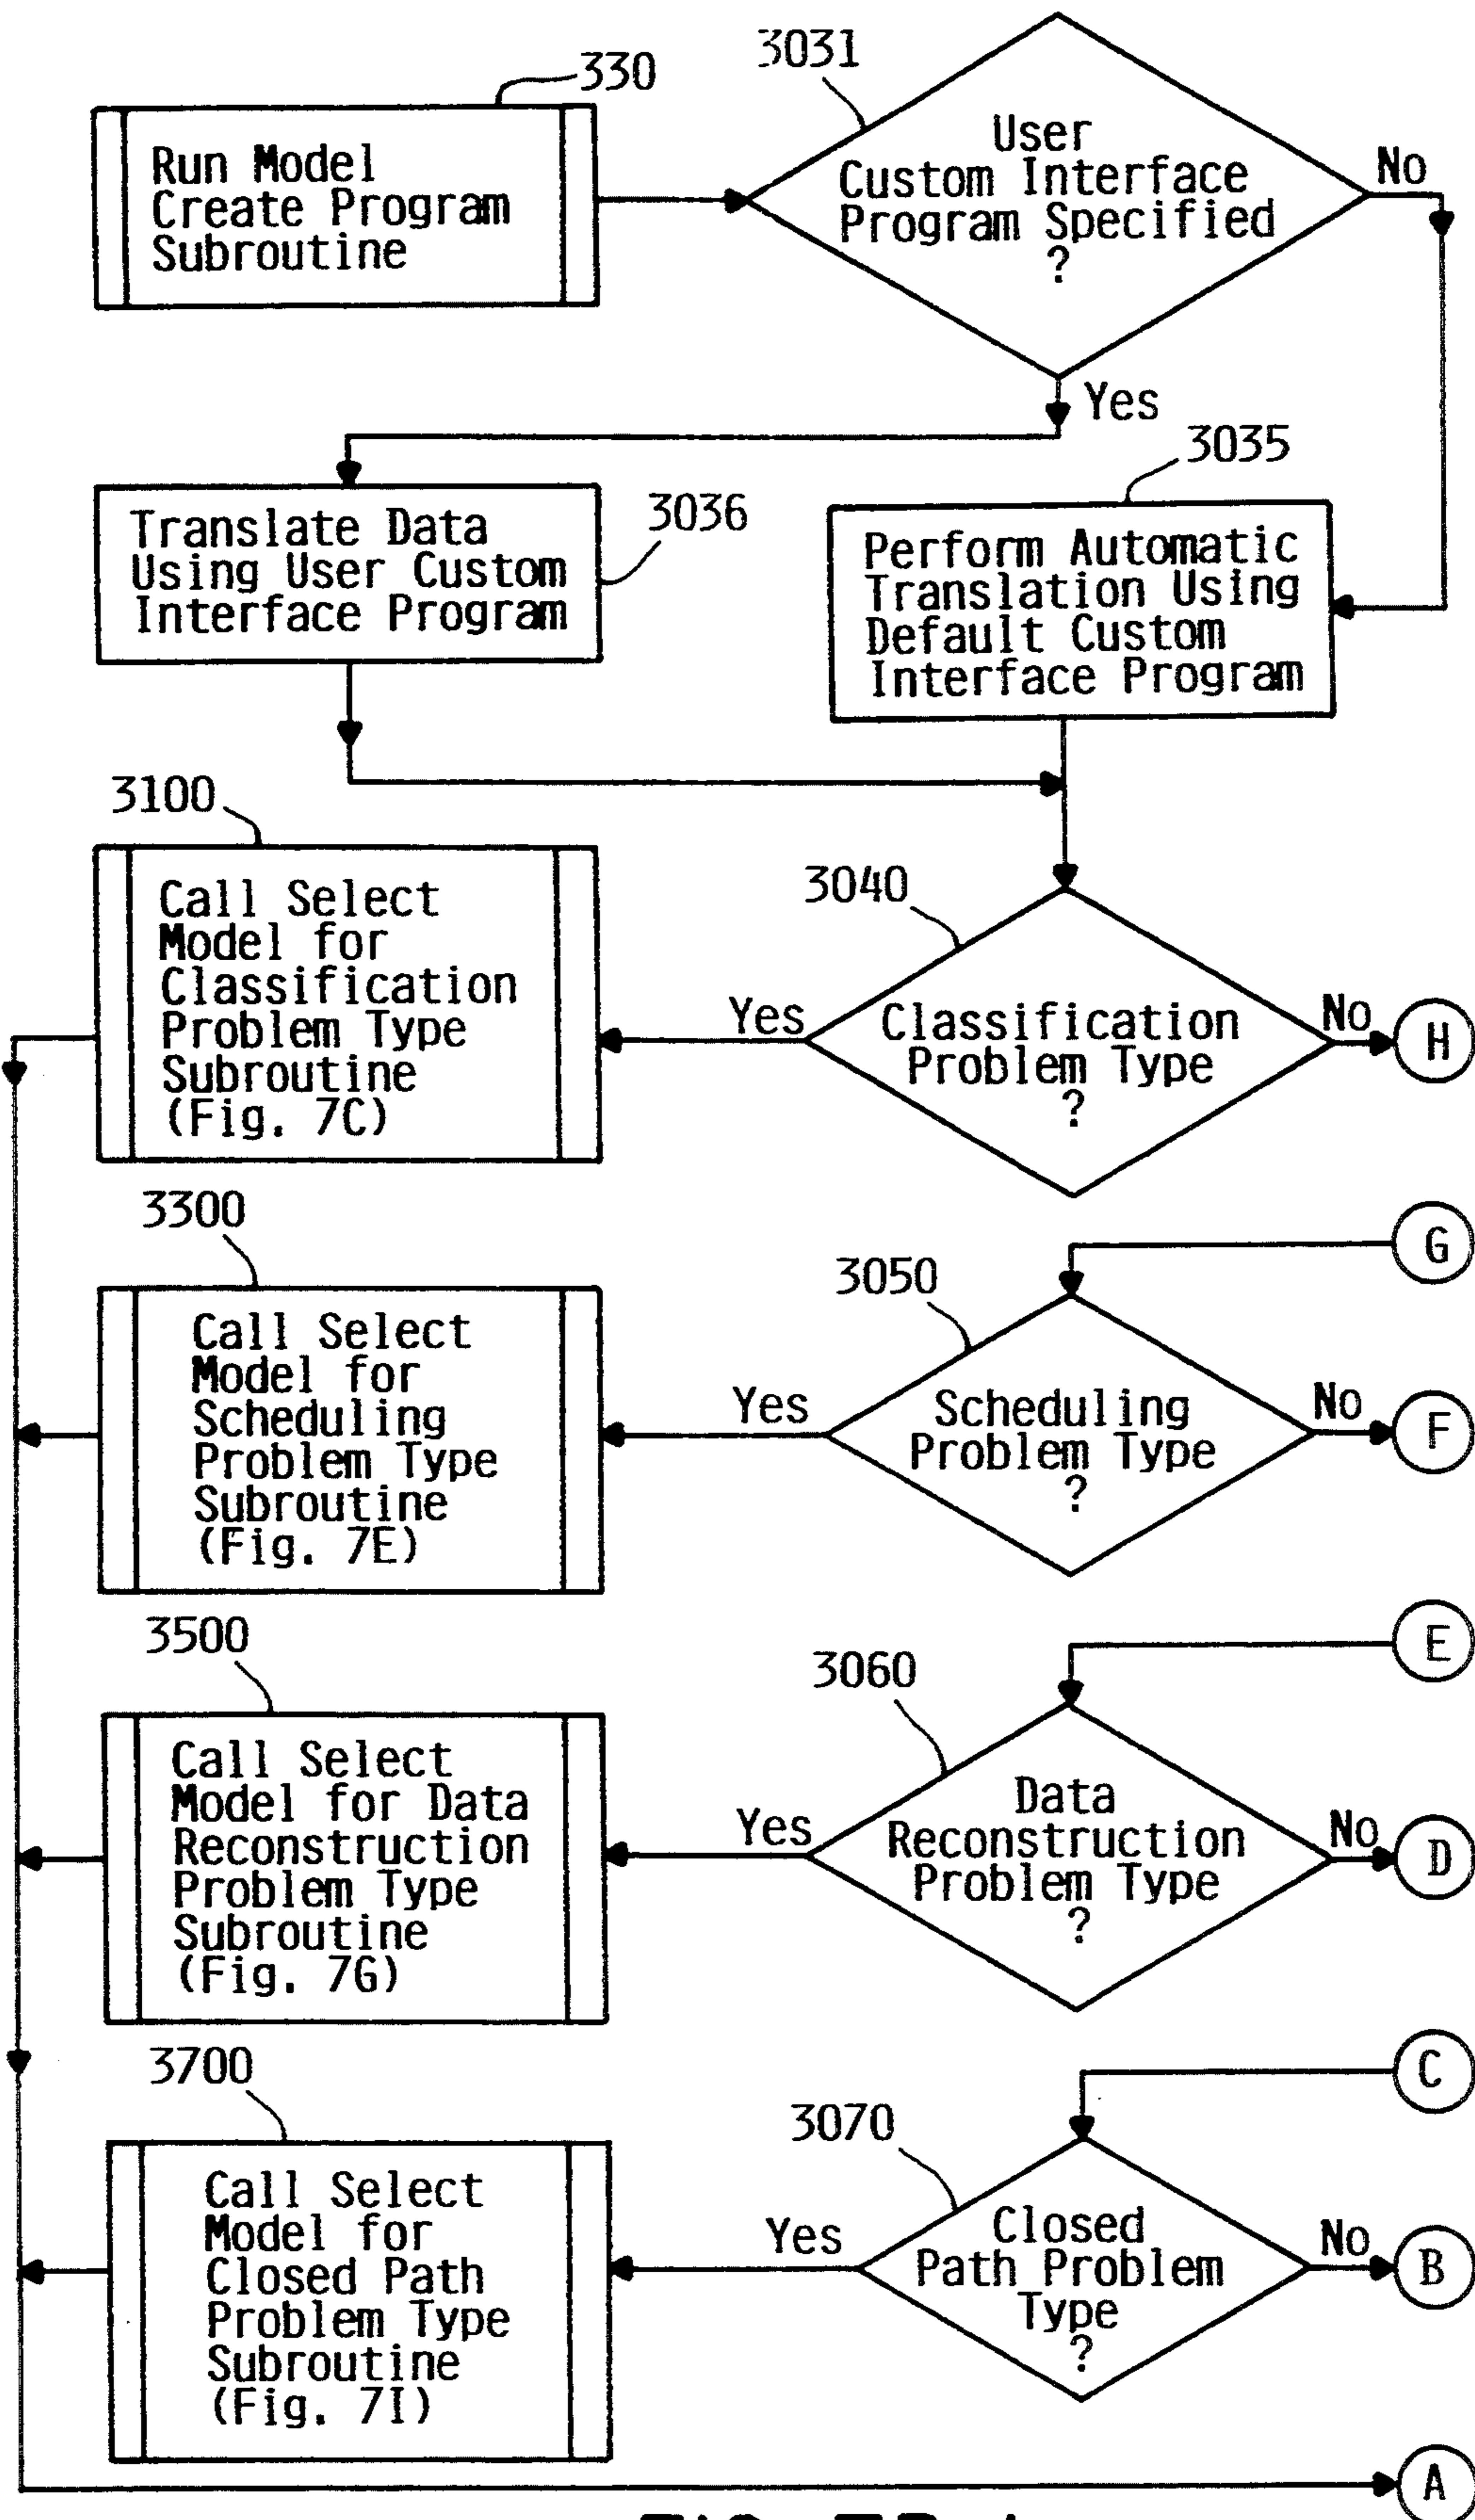 330
3031
Run Model
Create Program
Subroutine
User
Custom Interface
Program Specified
?
No
Yes
3036
3035
Translate Data
Using User Custom
Interface Program
Perform Automatic
Translation Using
Default Custom
Interface Program
3100
3040
Call Select
Model for
Classification
Problem Type
Subroutine
(Fig. 7C)
Yes
Classification
Problem Type
?
No
H
3300
G
3050
Call Select
Model for
Scheduling
Problem Type
Subroutine
(Fig. 7E)
Yes
Scheduling
Problem Type
?
No
F
3500
E
3060
Call Select
Model for Data
Reconstruction
Problem Type
Subroutine
(Fig. 7G)
Yes
Data
Reconstruction
Problem Type
?
No
D
3700
C
3070
Call Select
Model for
Closed Path
Problem Type
Subroutine
(Fig. 7I)
Yes
Closed
Path Problem
Type
?
No
B
A